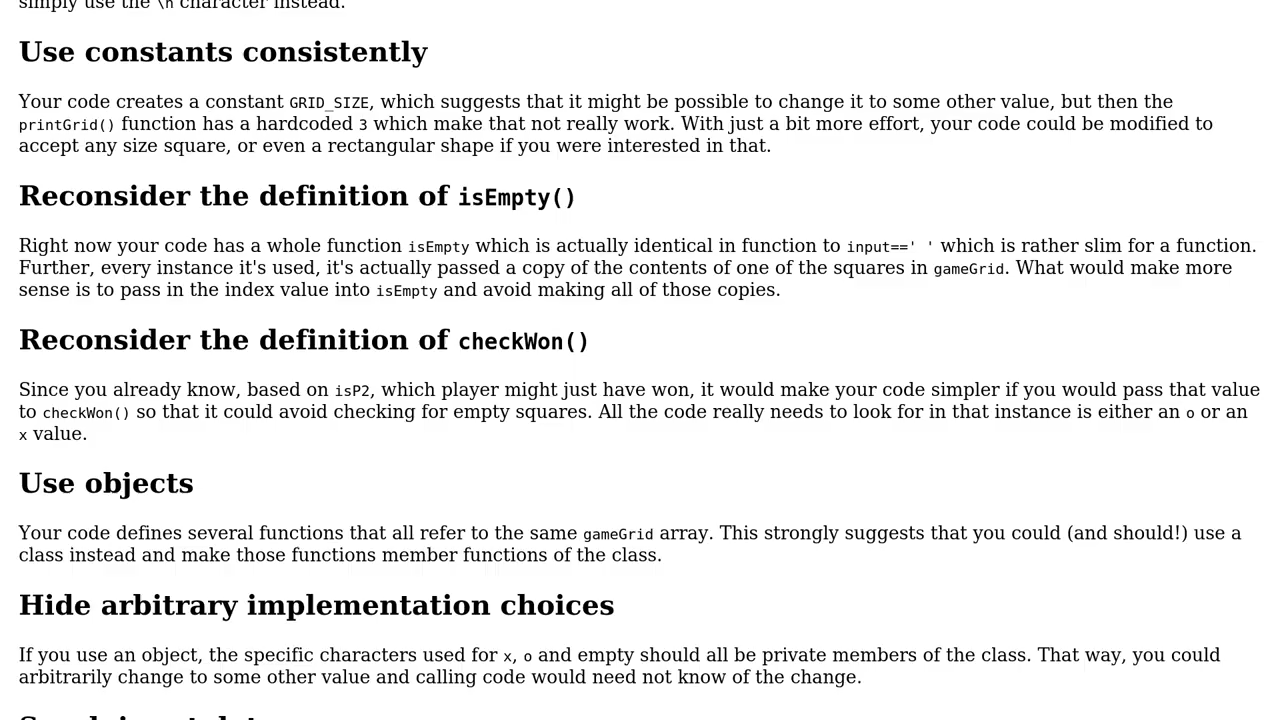 simply use the \n character instead.
Use constants consistently
Your code creates a constant GRID_SIZE, which suggests that it might be possible to change it to some other value, but then the
printGrid() function has a hardcoded 3 which make that not really work. With just a bit more effort, your code could be modified to
accept any size square, or even a rectangular shape if you were interested in that.
Reconsider the definition of isEmpty()
Right now your code has a whole function isEmpty which is actually identical in function to input==' ' which is rather slim for a function.
Further, every instance it's used, it's actually passed a copy of the contents of one of the squares in gameGrid. What would make more
sense is to pass in the index value into isEmpty and avoid making all of those copies.
Reconsider the definition of checkWon()
Since you already know, based on isP2, which player might just have won, it would make your code simpler if you would pass that value
to checkWon() so that it could avoid checking for empty squares. All the code really needs to look for in that instance is either an o or an
x value.
Use objects
Your code defines several functions that all refer to the same gameGrid array. This strongly suggests that you could (and should!) use a
class instead and make those functions member functions of the class.
Hide arbitrary implementation choices
If you use an object, the specific characters used for x, o and empty should all be private members of the class. That way, you could
arbitrarily change to some other value and calling code would need not know of the change.